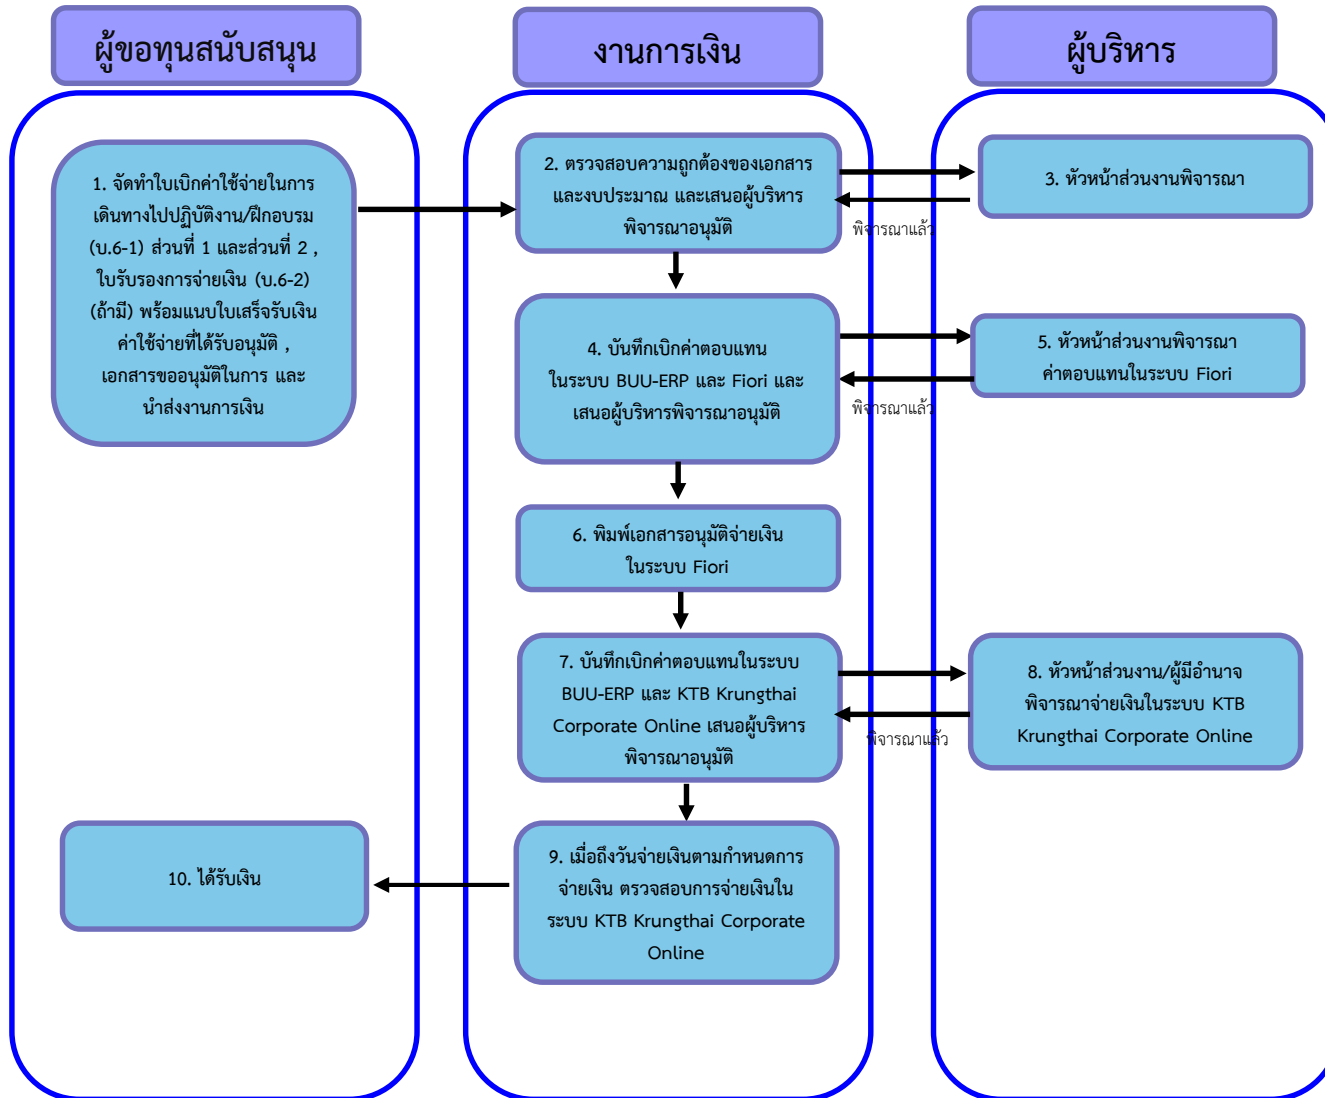 ผู้ขอทุนสนับสนุน
งานการเงิน
ผู้บริหาร
1. จัดทำใบเบิกค่าใช้จ่ายในการ
เดินทางไปปฏิบัติงาน/ฝึกอบรม
(บ.6-1) ส่วนที่ 1 และส่วนที่ 2 ,
ใบรับรองการจ่ายเงิน (บ.6-2)
(ถ้ามี) พร้อมแนบใบเสร็จรับเงิน
ค่าใช้จ่ายที่ได้รับอนุมัติ ,
เอกสารขออนุมัติในการ และ
นำส่งงานการเงิน
2. ตรวจสอบความถูกต้องของเอกสาร
และงบประมาณ และเสนอผู้บริหาร
พิจารณาอนุมัติ
3. หัวหน้าส่วนงานพิจารณา
พิจารณาแล้ว
4. บันทึกเบิกค่าตอบแทน
ในระบบ BUU-ERP และ Fiori และ
เสนอผู้บริหารพิจารณาอนุมัติ
5. หัวหน้าส่วนงานพิจารณา
ค่าตอบแทนในระบบ Fiori
พิจารณาแล้ว
6. พิมพ์เอกสารอนุมัติจ่ายเงิน
ในระบบ Fiori
7. บันทึกเบิกค่าตอบแทนในระบบ
BUU-ERP และ KTB Krungthai
Corporate Online เสนอผู้บริหาร
พิจารณาอนุมัติ
8. หัวหน้าส่วนงาน/ผู้มีอำนาจ
พิจารณาจ่ายเงินในระบบ KTB
Krungthai Corporate Online
พิจารณาแล้ว
9. เมื่อถึงวันจ่ายเงินตามกำหนดการ
จ่ายเงิน ตรวจสอบการจ่ายเงินใน
ระบบ KTB Krungthai Corporate
Online
10. ได้รับเงิน